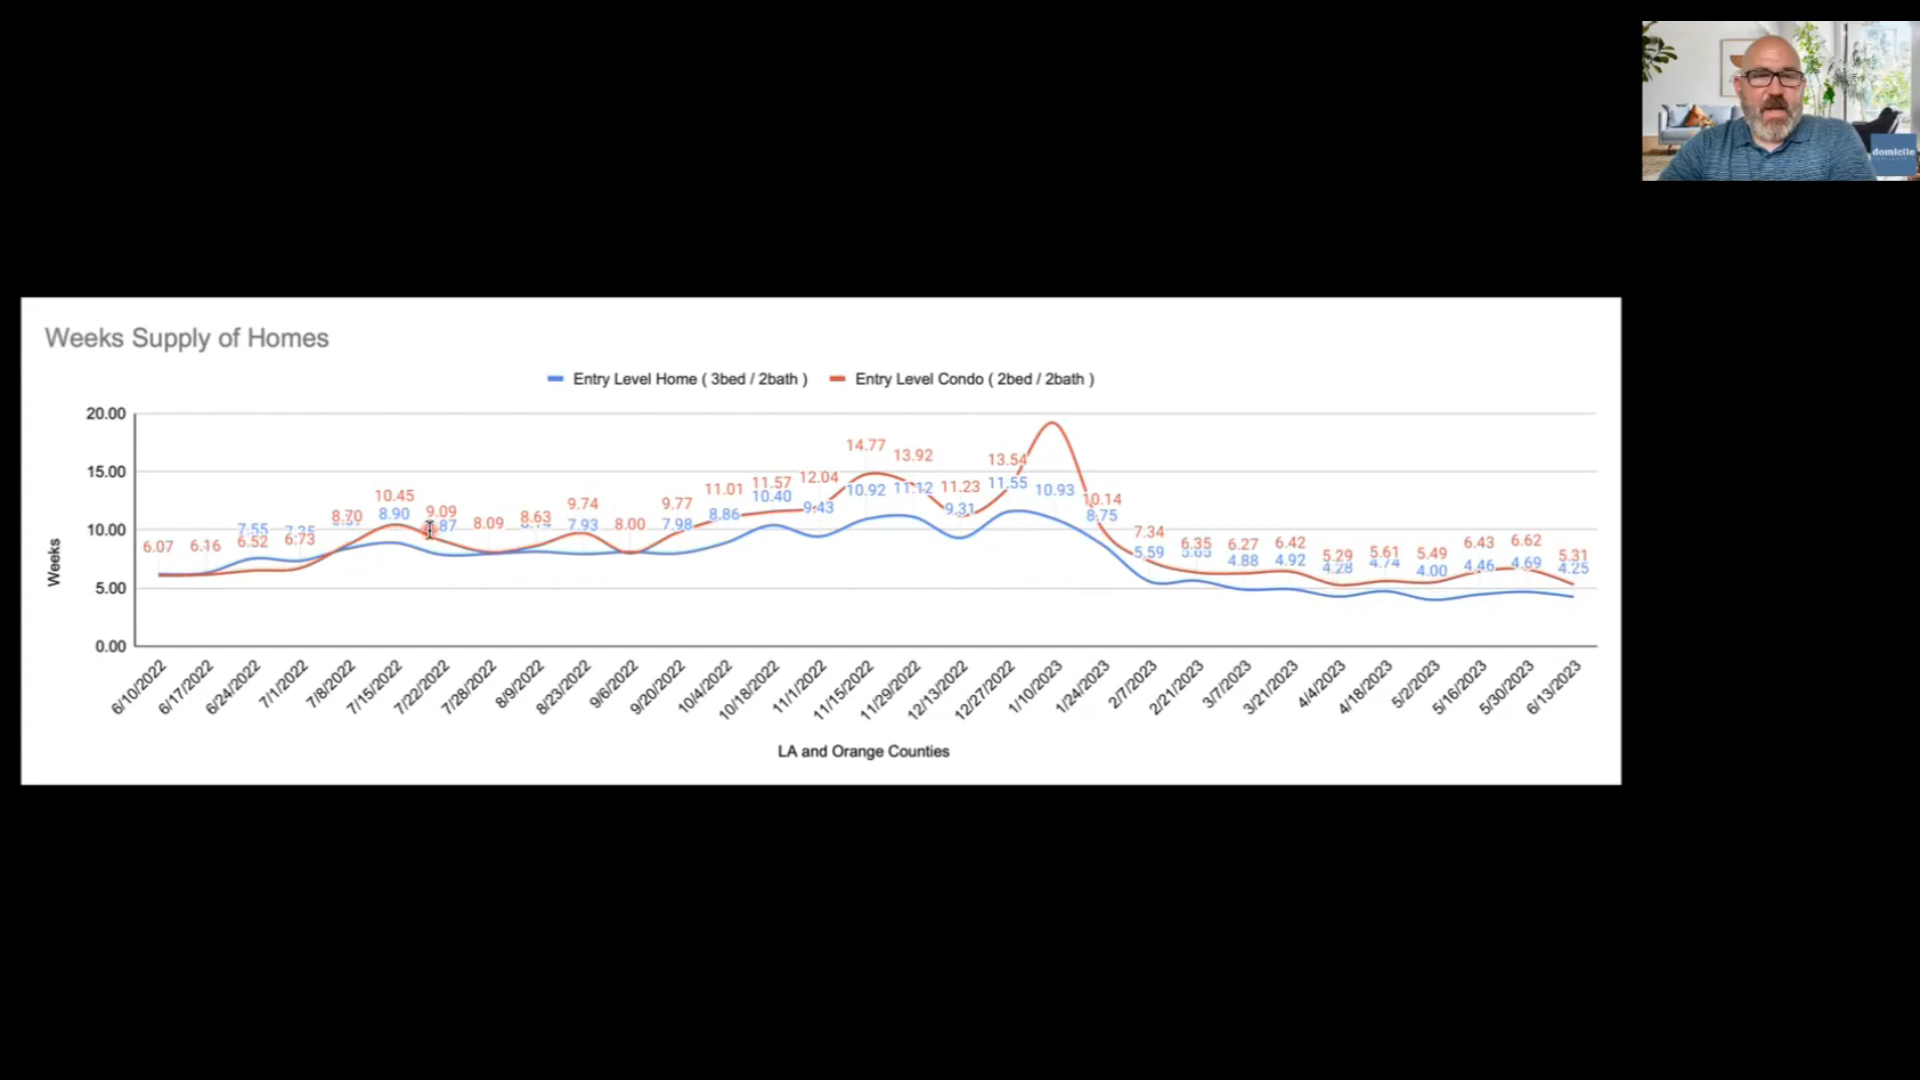 domicile
Weeks Supply of Homes
Entry Level Home ( 3bed / 2bath ) Entry Level Condo ( 2bed / 2bath )
20.00
15.00
10.00
5.00
0.00
Weeks
6.07 6.16 7.55 6.52 6.73 8.70 10.45 8.90 9.09 8.09 8.63 9.74 7.93 8.00 9.77 7.98 11.01 8.86 11.57 10.40 12.04 9.43 14.77 10.92 13.92 11.12 11.23 9.31 13.54 11.55 10.93 10.14 8.75 7.34 5.59 6.35 6.27 4.88 6.42 4.92 5.29 4.28 5.61 4.74 5.49 4.00 6.43 4.46 6.62 4.69 5.31 4.25
6/10/2022 6/17/2022 6/24/2022 7/1/2022 7/8/2022 7/15/2022 7/22/2022 7/28/2022 8/9/2022 8/23/2022 9/6/2022 9/20/2022 10/4/2022 10/18/2022 11/1/2022 11/15/2022 11/29/2022 12/13/2022 12/27/2022 1/10/2023 1/24/2023 2/7/2023 2/21/2023 3/7/2023 3/21/2023 4/4/2023 4/18/2023 5/2/2023 5/16/2023 5/30/2023 6/13/2023
LA and Orange Counties